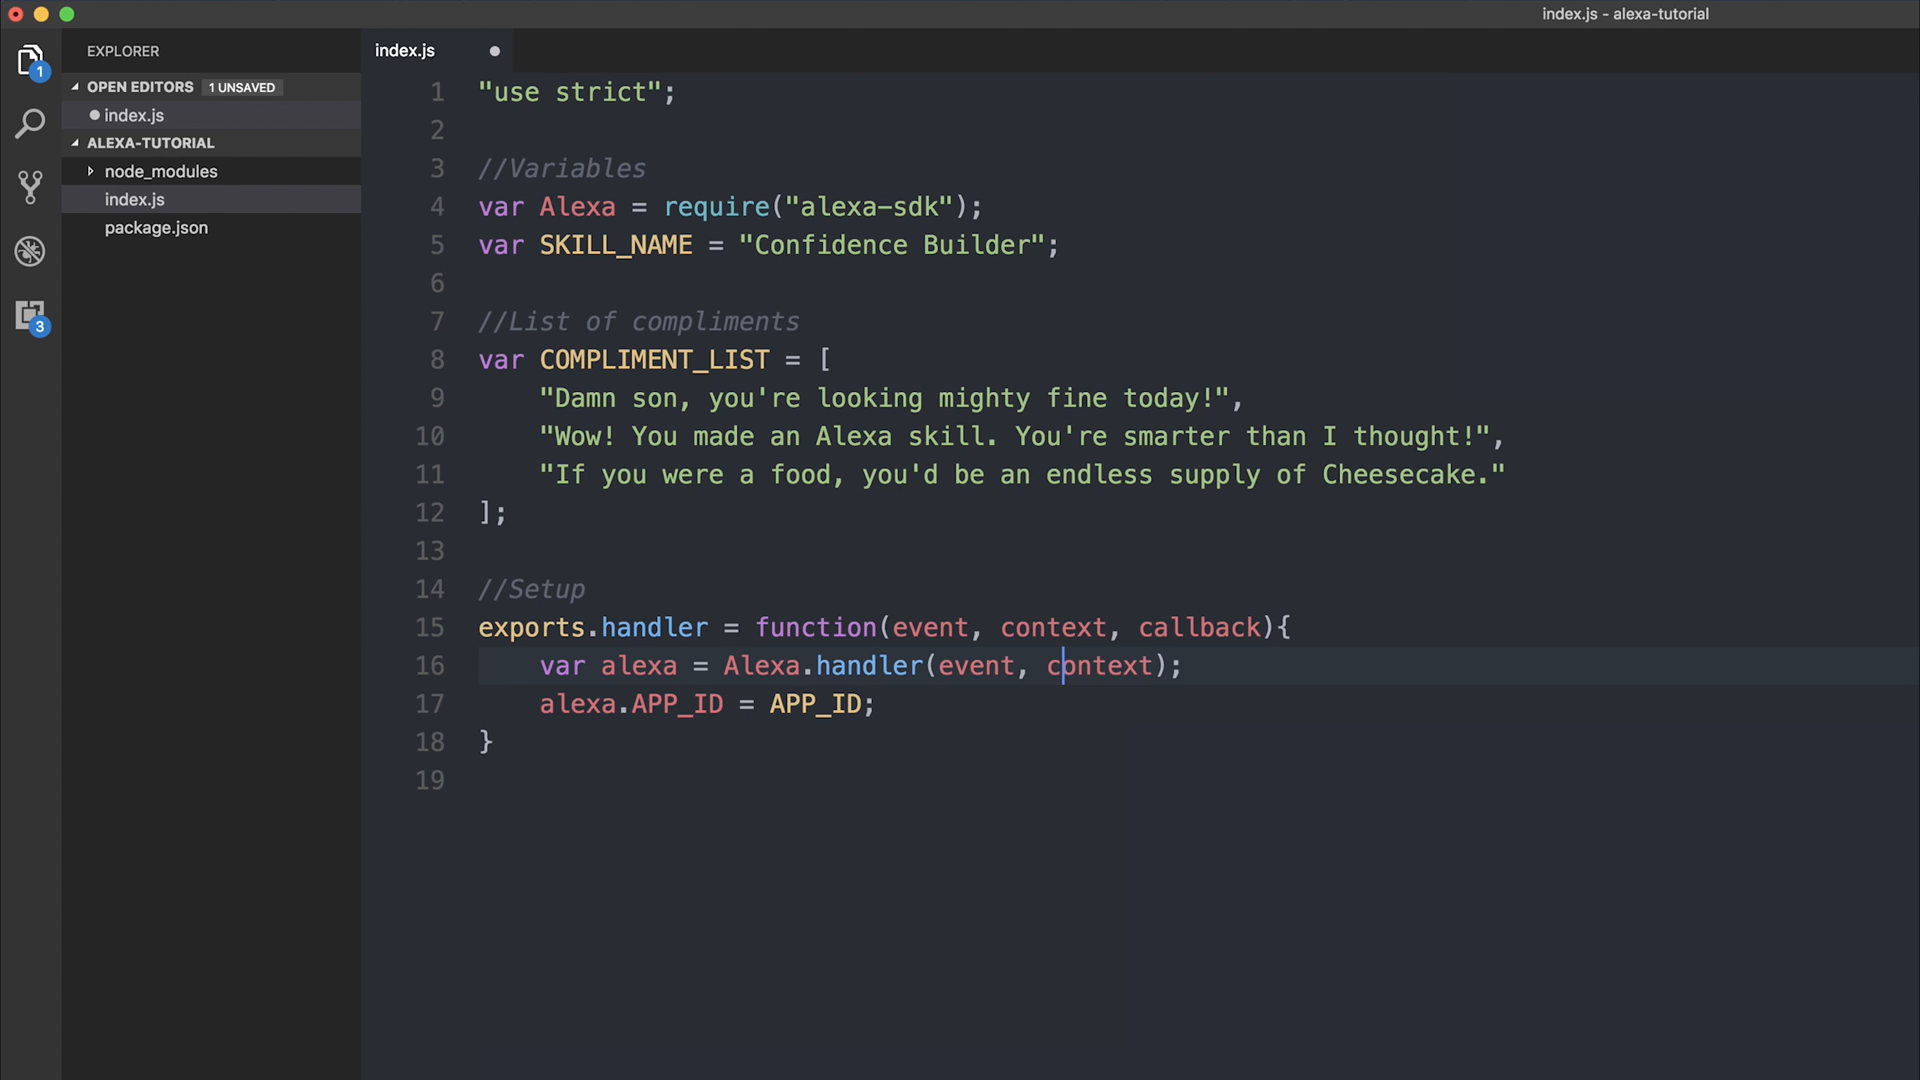 index.js - alexa-tutorial
EXPLORER
OPEN EDITORS 1 UNSAVED
index.js
ALEXA-TUTORIAL
node_modules
index.js
package.json
1
3
index.js
1 "use strict";
2
3 //Variables
4 var Alexa = require("alexa-sdk");
5 var SKILL_NAME = "Confidence Builder";
6
7 //List of compliments
8 var COMPLIMENT_LIST = [
9 "Damn son, you're looking mighty fine today!",
10 "Wow! You made an Alexa skill. You're smarter than I thought!",
11 "If you were a food, you'd be an endless supply of Cheesecake."
12 ];
13
14 //Setup
15 exports.handler = function(event, context, callback){
16 var alexa = Alexa.handler(event, context);
17 alexa.APP_ID = APP_ID;
18 }
19